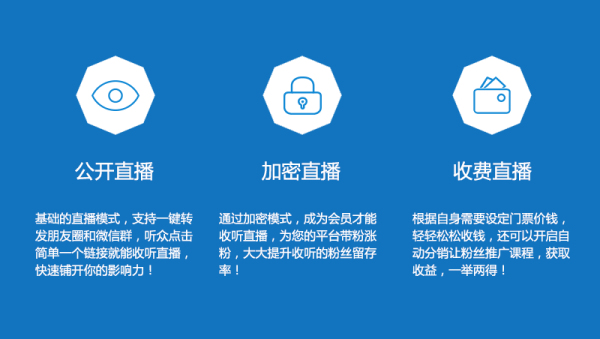 公开直播
基础的直播模式，支持一键转
发朋友圈和微信群，听众点击
简单一个链接就能收听直播，
快速铺开你的影响力！
加密直播
通过加密模式，成为会员才能
收听直播，为您的平台带粉涨
粉，大大提升收听的粉丝留存
率！
收费直播
根据自身需要设定门票价钱，
轻轻松松收钱，还可以开启自
动分销让粉丝推广课程，获取
收益，一举两得！